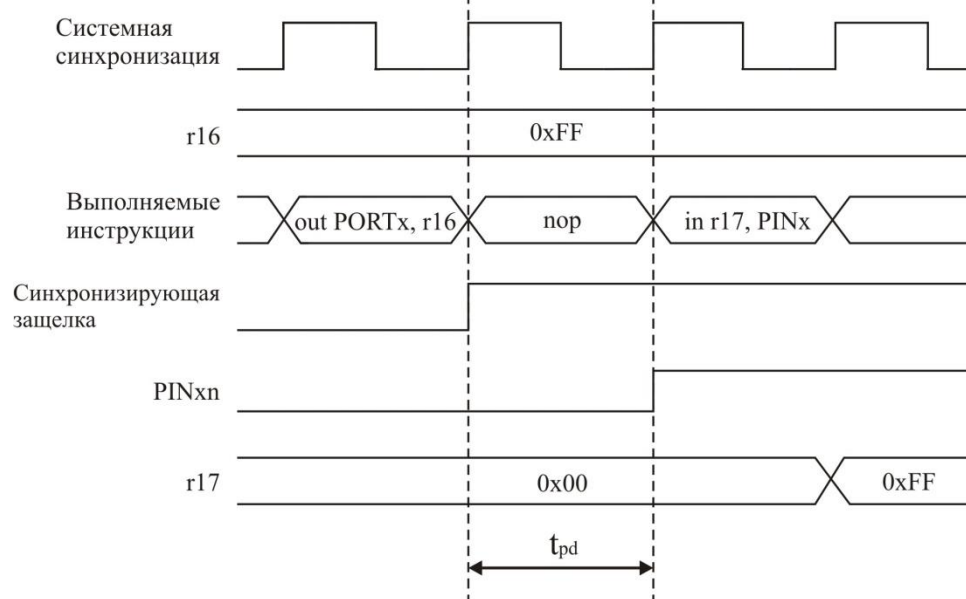 Системная
синхронизация
r16
0xFF
Выполняемые
инструкции
out PORTx, r16
nop
in r17, PINx
Синхронизирующая
защелка
PINxn
r17
0x00
0xFF
tpd